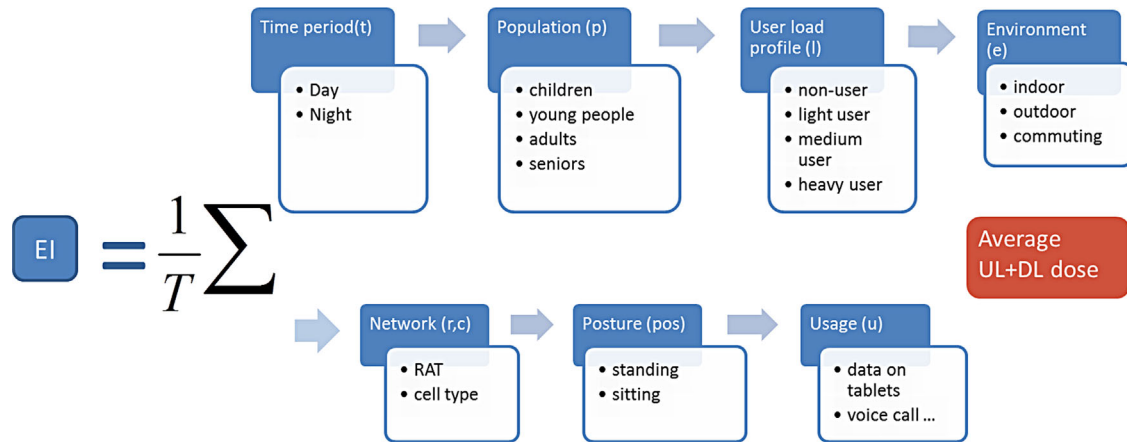 Time period(t)
• Day
• Night
Population (p)
• children
• young people
• adults
• seniors
User load
profile (l)
• non-user
• light user
• medium
user
• heavy user
Environment
(e)
• indoor
• outdoor
• commuting
EI = 1/T ∑
Average
UL+DL dose
Network (r,c)
• RAT
• cell type
Posture (pos)
• standing
• sitting
Usage (u)
• data on
tablets
• voice call ...